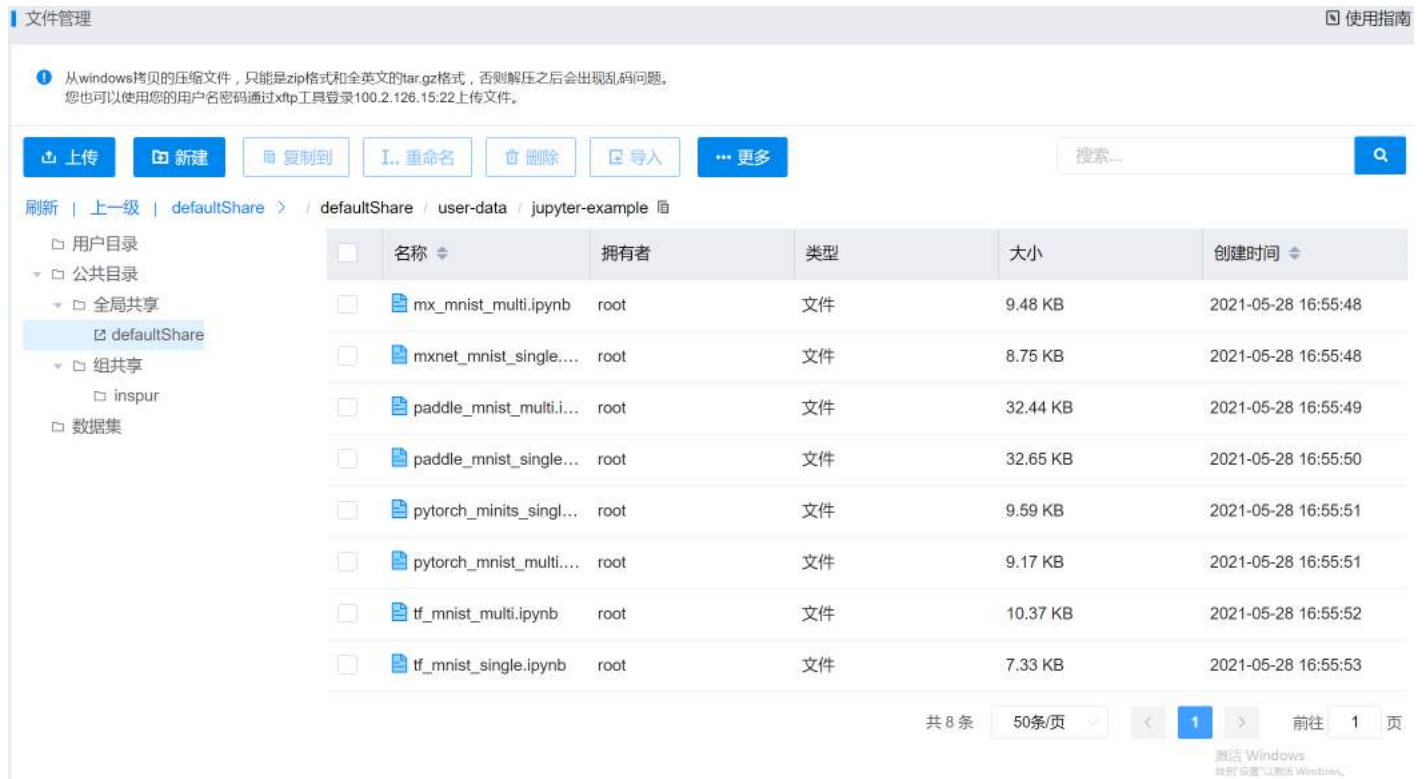 文件管理
使用指南
从windows拷贝的压缩文件，只能是zip格式和全英文的tar.gz格式，否则解压之后会出现乱码问题。
您也可以使用您的用户名密码通过xftp工具登录100.2.126.15:22上传文件。
上传 新建 复制到 I.. 重命名 删除 导入 ··· 更多 搜索...
刷新 | 上一级 | defaultShare > / defaultShare / user-data / jupyter-example
用户目录
公共目录
全局共享
defaultShare
组共享
inspur
数据集
名称 拥有者 类型 大小 创建时间
mx_mnist_multi.ipynb root 文件 9.48 KB 2021-05-28 16:55:48
mxnet_mnist_single.... root 文件 8.75 KB 2021-05-28 16:55:48
paddle_mnist_multi.i... root 文件 32.44 KB 2021-05-28 16:55:49
paddle_mnist_single... root 文件 32.65 KB 2021-05-28 16:55:50
pytorch_minits_singl... root 文件 9.59 KB 2021-05-28 16:55:51
pytorch_mnist_multi.... root 文件 9.17 KB 2021-05-28 16:55:51
tf_mnist_multi.ipynb root 文件 10.37 KB 2021-05-28 16:55:52
tf_mnist_single.ipynb root 文件 7.33 KB 2021-05-28 16:55:53
共 8 条 50条/页 < 1 > 前往 1 页
激活 Windows
转到"设置"以激活 Windows。